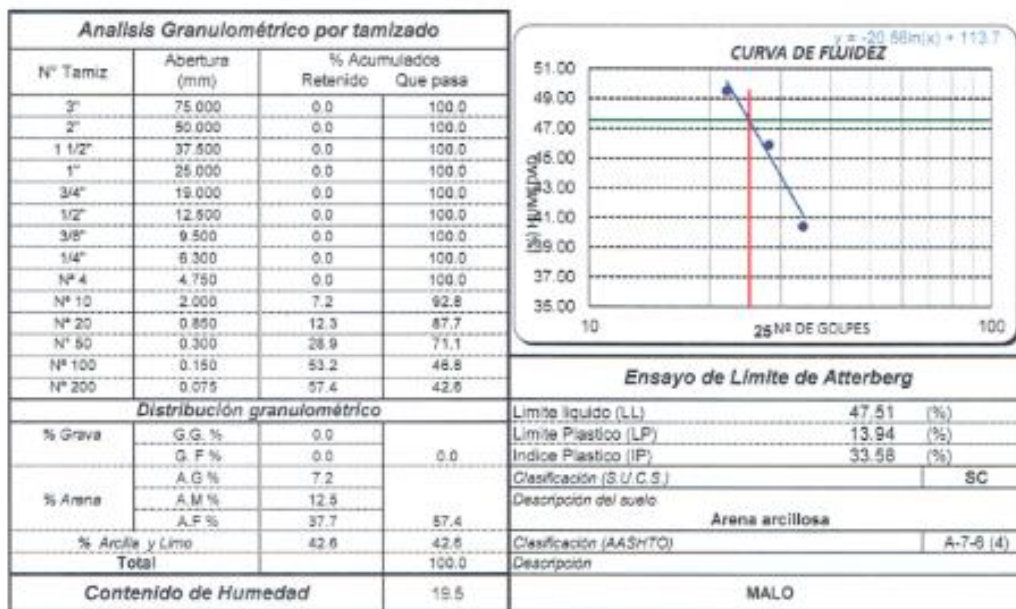 Analisis Granulométrico por tamizado
N° Tamiz Abertura (mm) % Acumulados
Retenido Que pasa
3" 75.000 0.0 100.0
2" 50.000 0.0 100.0
1 1/2" 37.500 0.0 100.0
1" 25.000 0.0 100.0
3/4" 19.000 0.0 100.0
1/2" 12.500 0.0 100.0
3/8" 9.500 0.0 100.0
1/4" 6.300 0.0 100.0
Nº 4 4.750 0.0 100.0
Nº 10 2.000 7.2 92.8
Nº 20 0.850 12.3 87.7
N° 50 0.300 28.9 71.1
Nº 100 0.150 53.2 46.8
Nº 200 0.075 57.4 42.6
Distribución granulométrico
% Grava G.G. % 0.0
G. F % 0.0 0.0
% Arena A.G % 7.2
A.M % 12.5
A.F % 37.7 57.4
% Arcilla y Limo 42.6 42.6
Total 100.0
Contenido de Humedad 19.5
y = -20.56ln(x) + 113.7
CURVA DE FLUIDEZ
51.00
49.00
47.00
45.00
43.00
41.00
39.00
37.00
35.00
(%) HUMEDAD
10 25 Nº DE GOLPES 100
Ensayo de Límite de Atterberg
Limite liquido (LL) 47.51 (%)
Limite Plastico (LP) 13.94 (%)
Indice Plastico (IP) 33.58 (%)
Clasificación (S.U.C.S.) SC
Descripción del suelo
Arena arcillosa
Clasificación (AASHTO) A-7-6 (4)
Descripción
MALO